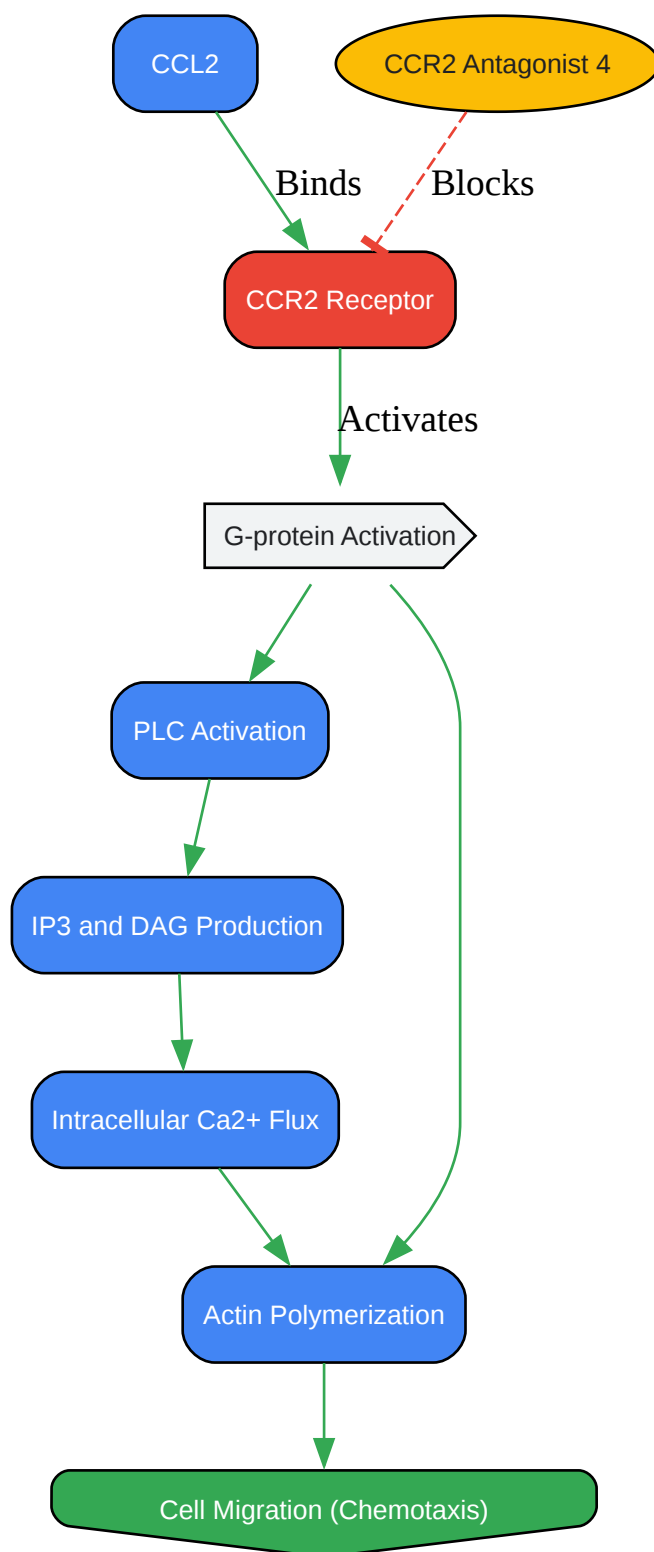 CCL2
CCR2 Antagonist 4
Binds
Blocks
CCR2 Receptor
Activates
G-protein Activation
PLC Activation
IP3 and DAG Production
Intracellular Ca2+ Flux
Actin Polymerization
Cell Migration (Chemotaxis)